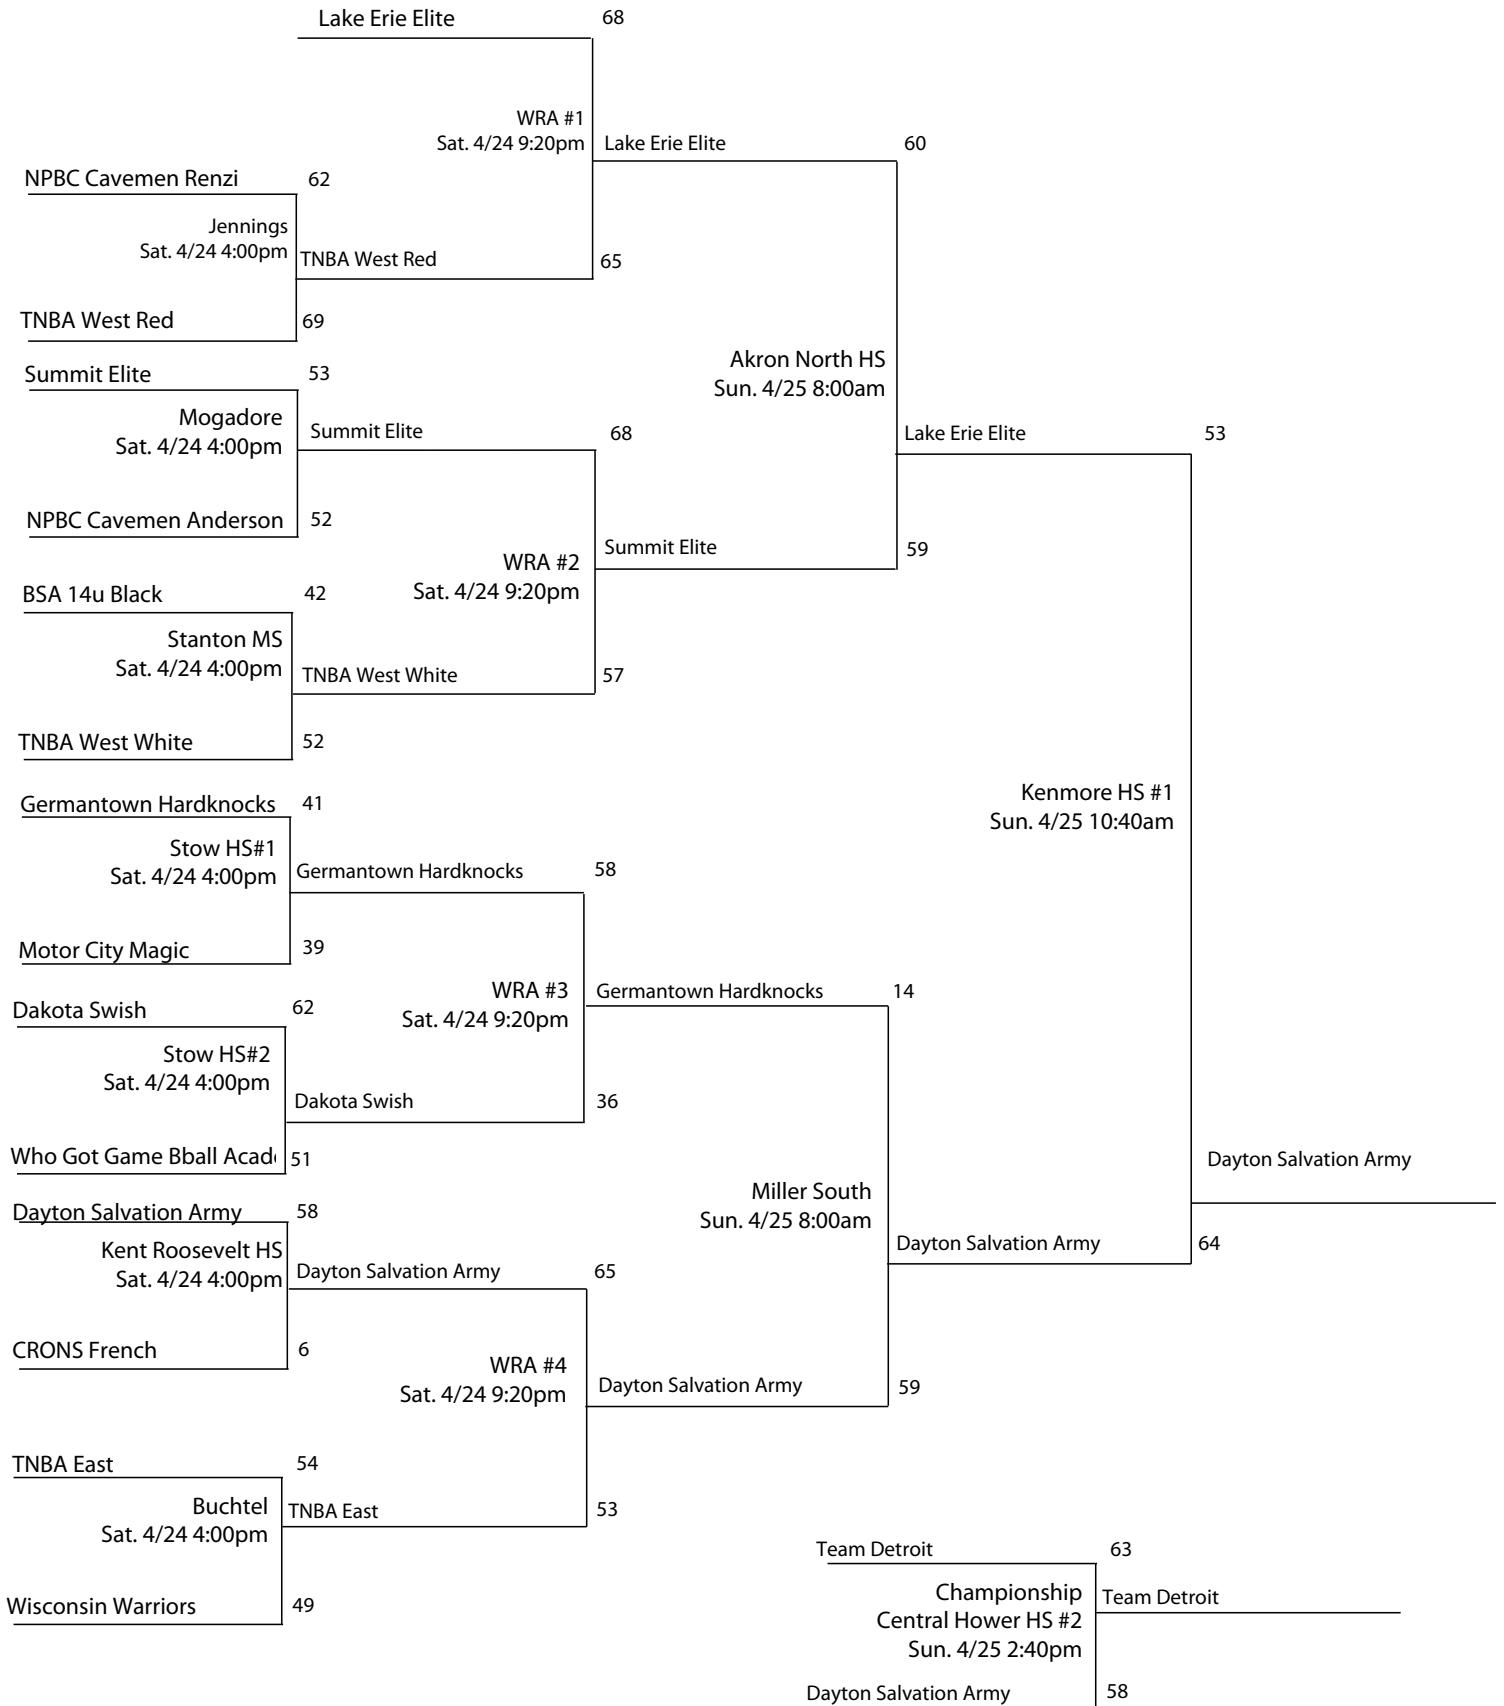 Lake Erie Elite 68
WRA #1
Sat. 4/24 9:20pm
Lake Erie Elite 60
NPBC Cavemen Renzi 62
Jennings
Sat. 4/24 4:00pm
TNBA West Red 65
TNBA West Red 69
Summit Elite 53
Mogadore
Sat. 4/24 4:00pm
Summit Elite 68
NPBC Cavemen Anderson 52
Akron North HS
Sun. 4/25 8:00am
Lake Erie Elite 53
WRA #2
Sat. 4/24 9:20pm
Summit Elite 59
BSA 14u Black 42
Stanton MS
Sat. 4/24 4:00pm
TNBA West White 57
TNBA West White 52
Germantown Hardknocks 41
Stow HS#1
Sat. 4/24 4:00pm
Germantown Hardknocks 58
Motor City Magic 39
Kenmore HS #1
Sun. 4/25 10:40am
WRA #3
Sat. 4/24 9:20pm
Germantown Hardknocks 14
Dakota Swish 62
Stow HS#2
Sat. 4/24 4:00pm
Dakota Swish 36
Who Got Game Bball 51
Dayton Salvation Army
Miller South
Sun. 4/25 8:00am
Dayton Salvation Army 64
Dayton Salvation Army 58
Kent Roosevelt HS
Sat. 4/24 4:00pm
Dayton Salvation Army 65
CRONS French 6
WRA #4
Sat. 4/24 9:20pm
Dayton Salvation Army 59
TNBA East 54
Buchtel
Sat. 4/24 4:00pm
TNBA East 53
Wisconsin Warriors 49
Team Detroit 63
Championship
Central Hower HS #2
Sun. 4/25 2:40pm
Team Detroit
Dayton Salvation Army 58